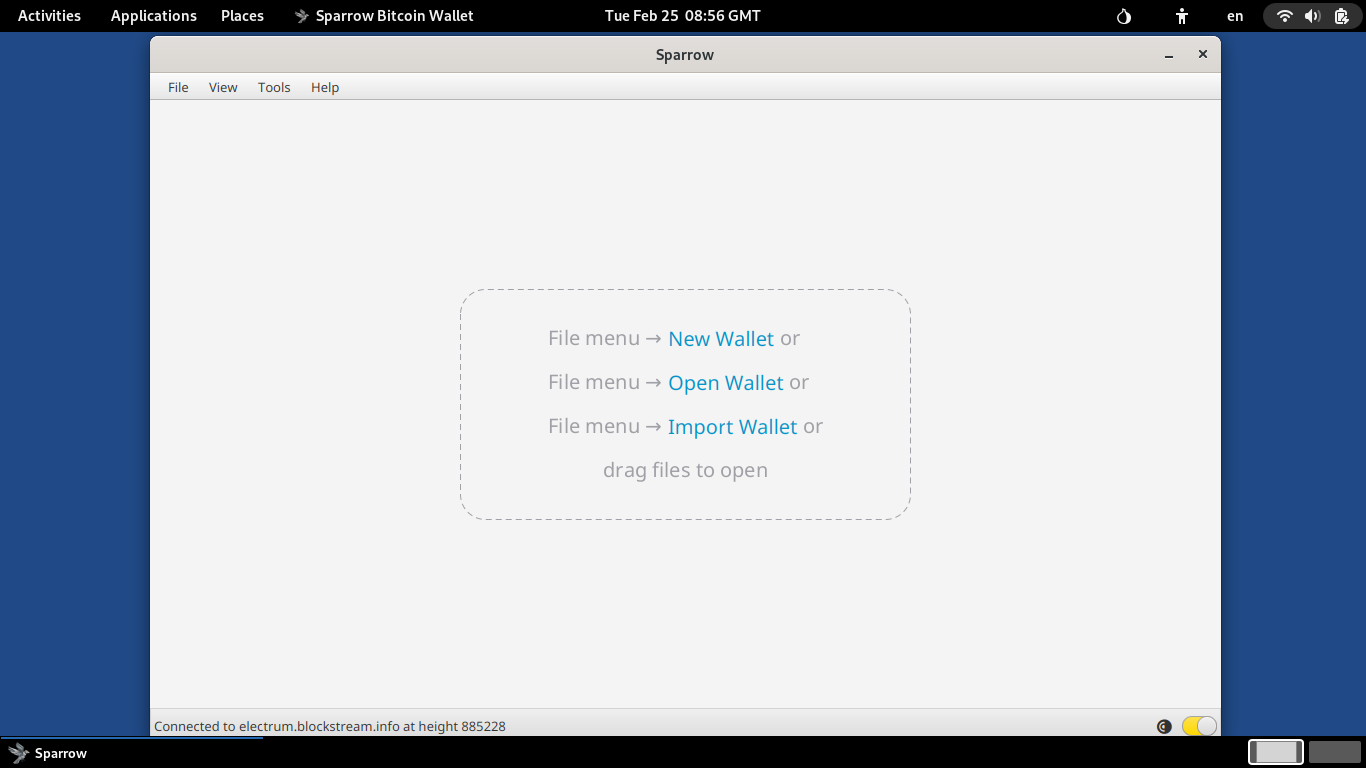 Activities Applications Places Sparrow Bitcoin Wallet Tue Feb 25 08:56 GMT en
Sparrow
File View Tools Help
File menu → New Wallet or
File menu → Open Wallet or
File menu → Import Wallet or
drag files to open
Connected to electrum.blockstream.info at height 885228
Sparrow